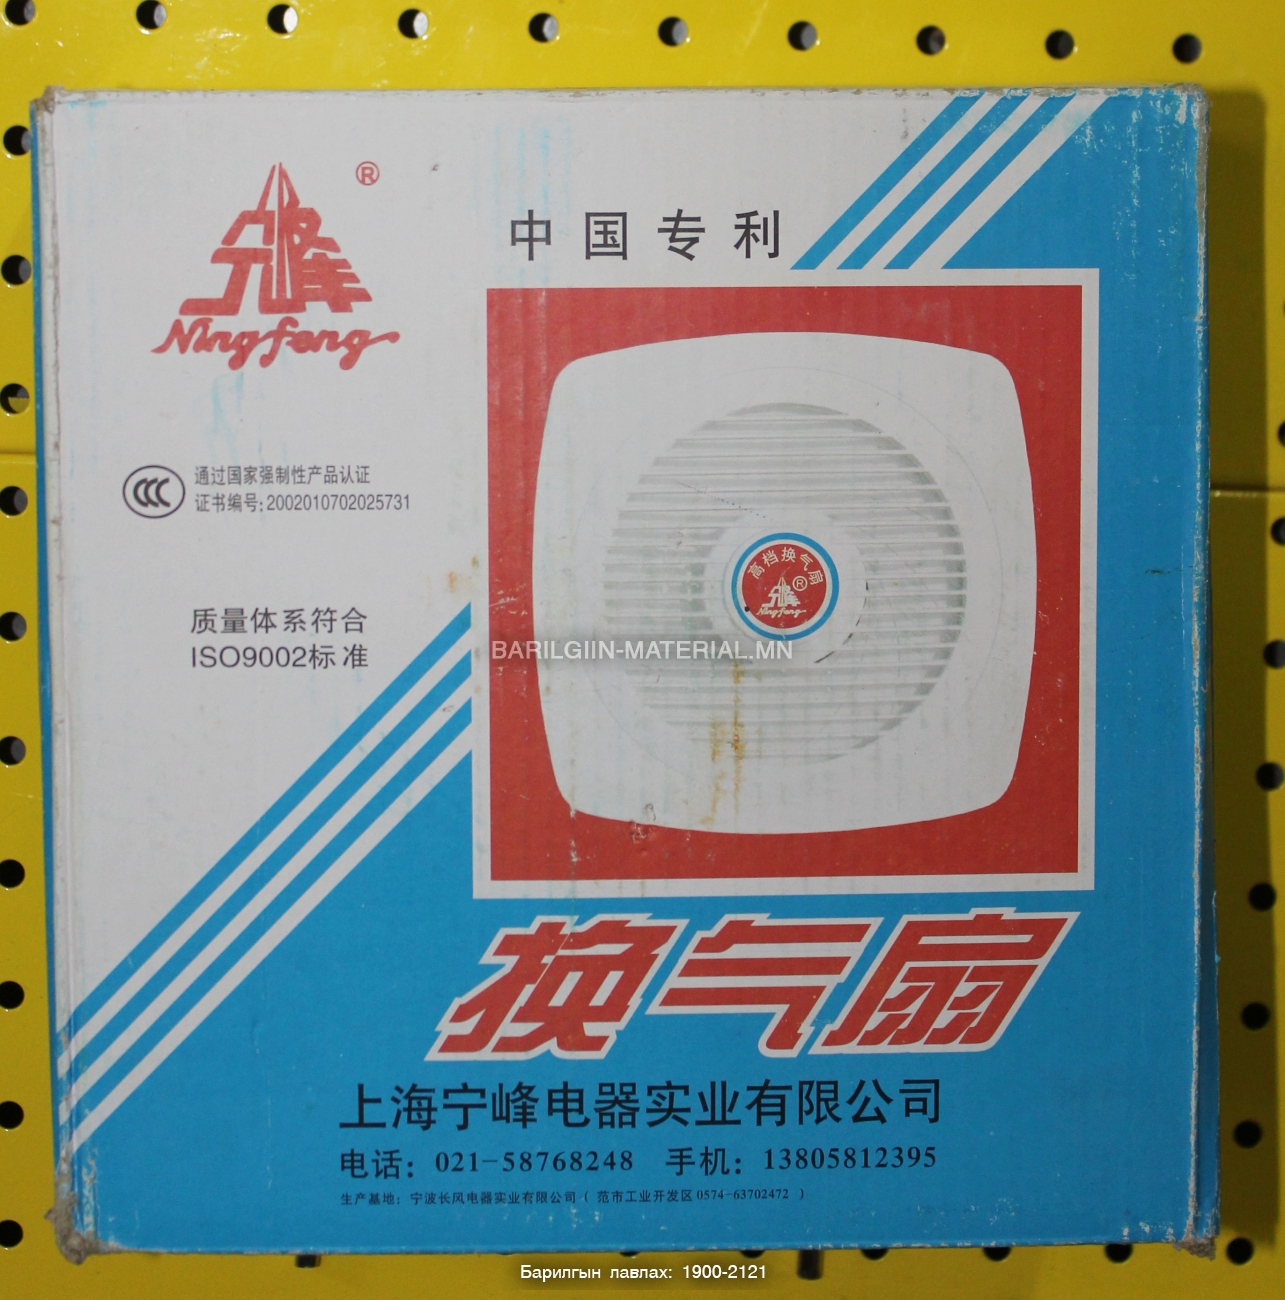 宁峰
®
Ningfeng
中国专利
通过国家强制性产品认证
证书编号:2002010702025731
质量体系符合
ISO9002标准
高档换气扇
®
宁峰
Ningfeng
BARILGIIN-MATERIAL.MN
换气扇
上海宁峰电器实业有限公司
电话: 021-58768248 手机: 13805812395
生产基地: 宁波长风电器实业有限公司 ( 范市工业开发区 0574-63702472 )
Барилгын лавлах: 1900-2121